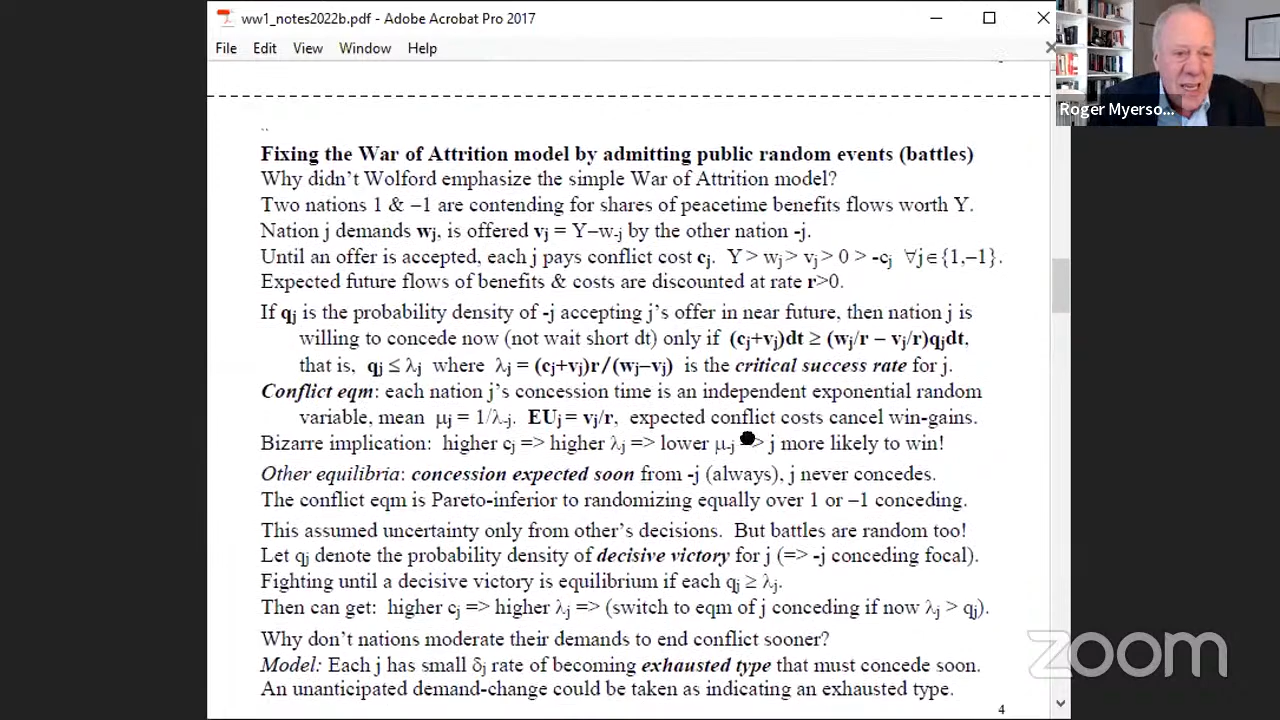 ww1_notes2022b.pdf - Adobe Acrobat Pro 2017
File Edit View Window Help
Roger Myerso...
Fixing the War of Attrition model by admitting public random events (battles)
Why didn't Wolford emphasize the simple War of Attrition model?
Two nations 1 & −1 are contending for shares of peacetime benefits flows worth Y.
Nation j demands wj, is offered vj = Y−w-j by the other nation -j.
Until an offer is accepted, each j pays conflict cost cj. Y > wj > vj > 0 > -cj ∀j∈{1,−1}.
Expected future flows of benefits & costs are discounted at rate r>0.
If qj is the probability density of -j accepting j's offer in near future, then nation j is
willing to concede now (not wait short dt) only if (cj+vj)dt ≥ (wj/r − vj/r)qjdt,
that is, qj ≤ λj where λj = (cj+vj)r/(wj−vj) is the critical success rate for j.
Conflict eqm: each nation j's concession time is an independent exponential random
variable, mean μj = 1/λ-j. EUj = vj/r, expected conflict costs cancel win-gains.
Bizarre implication: higher cj => higher λj => lower μ-j => j more likely to win!
Other equilibria: concession expected soon from -j (always), j never concedes.
The conflict eqm is Pareto-inferior to randomizing equally over 1 or −1 conceding.
This assumed uncertainty only from other's decisions. But battles are random too!
Let qj denote the probability density of decisive victory for j (=> -j conceding focal).
Fighting until a decisive victory is equilibrium if each qj ≥ λj.
Then can get: higher cj => higher λj => (switch to eqm of j conceding if now λj > qj).
Why don't nations moderate their demands to end conflict sooner?
Model: Each j has small δj rate of becoming exhausted type that must concede soon.
An unanticipated demand-change could be taken as indicating an exhausted type.
4
zoom